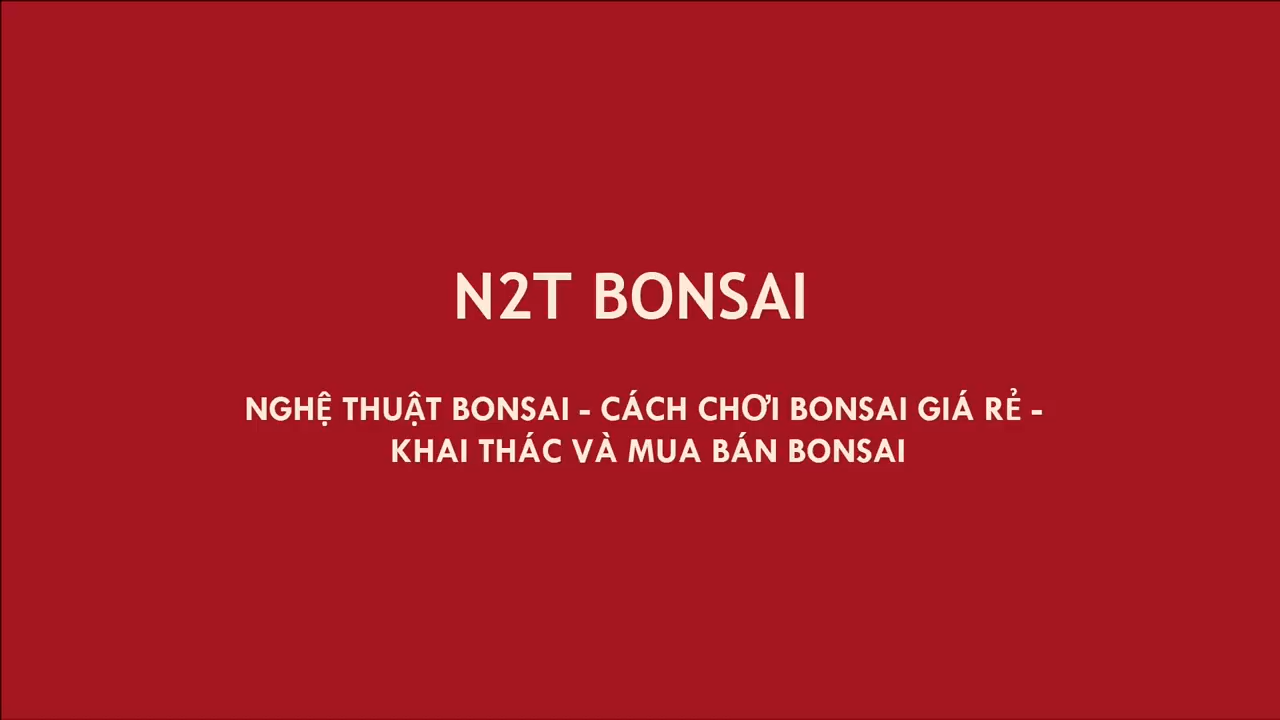 N2T BONSAI
NGHỆ THUẬT BONSAI - CÁCH CHƠI BONSAI GIÁ RẺ -
KHAI THÁC VÀ MUA BÁN BONSAI